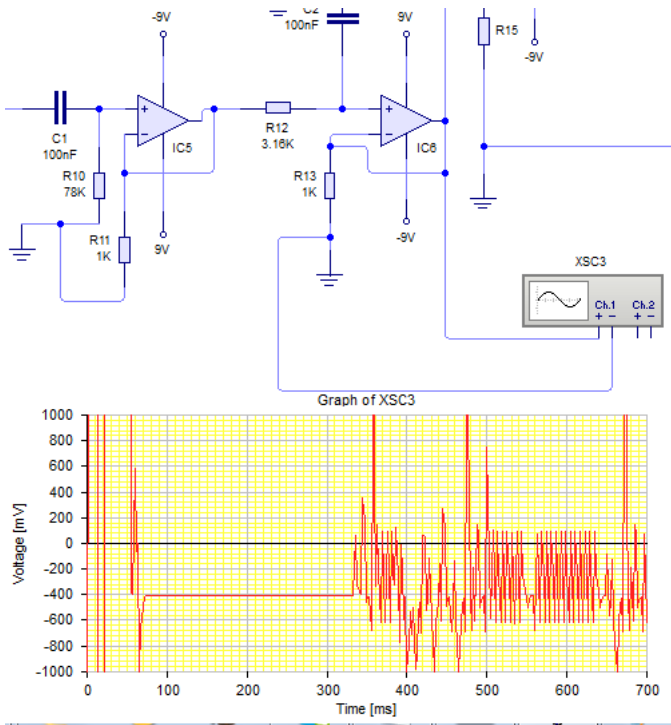 C2
100nF
-9V
9V
R15
-9V
C1
100nF
+
−
IC5
R12
3.16K
+
−
IC6
R10
78K
R13
1K
R11
1K
9V
-9V
XSC3
Ch.1 Ch.2
+ − + −
Graph of XSC3
Voltage [mV]
1000
800
600
400
200
0
-200
-400
-600
-800
-1000
0 100 200 300 400 500 600 700
Time [ms]